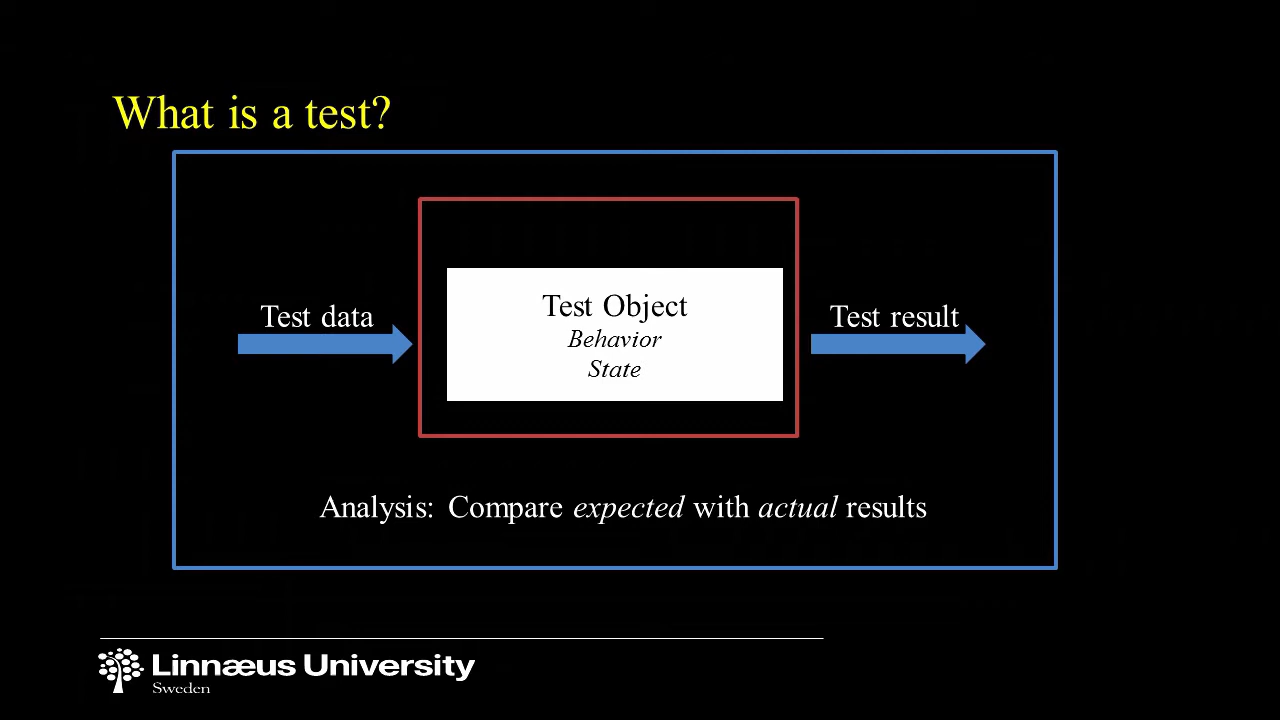 What is a test?
Test data
Test Object
Behavior
State
Test result
Analysis: Compare expected with actual results
Linnæus University
Sweden